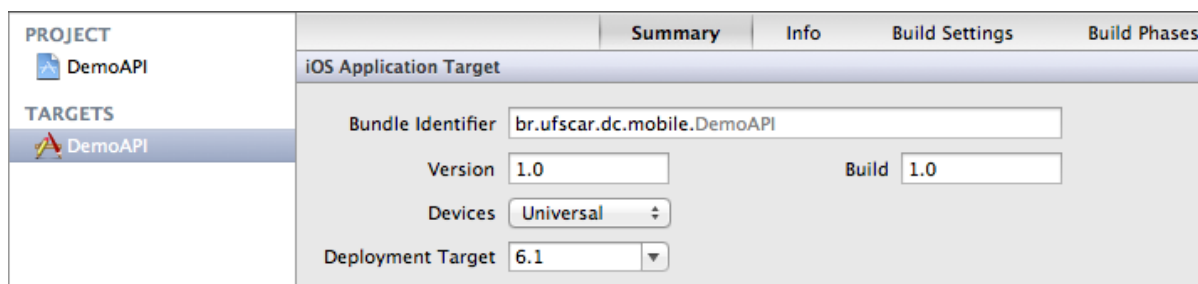 PROJECT
DemoAPI
TARGETS
DemoAPI
Summary Info Build Settings Build Phases
iOS Application Target
Bundle Identifier br.ufscar.dc.mobile.DemoAPI
Version 1.0 Build 1.0
Devices Universal
Deployment Target 6.1